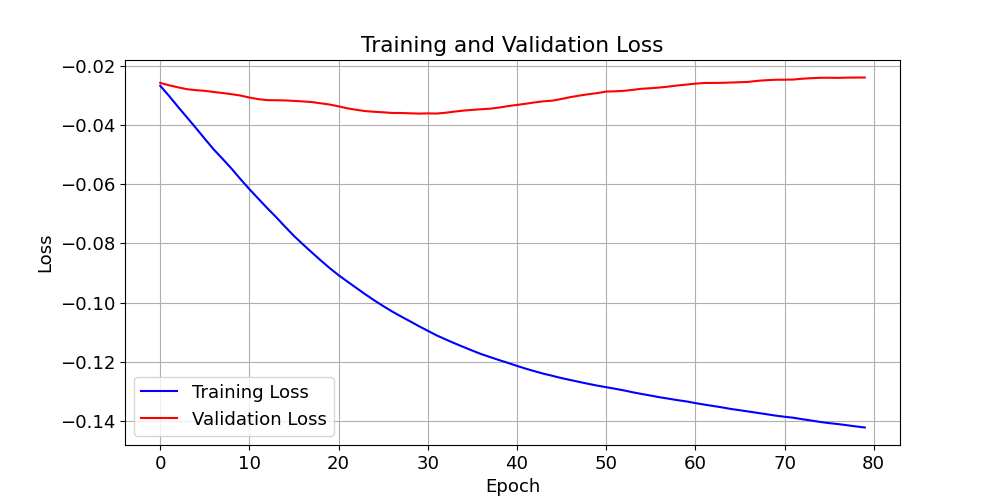 Training and Validation Loss
−0.02
−0.04
−0.06
−0.08
−0.10
−0.12
−0.14
Loss
Training Loss
Validation Loss
0 10 20 30 40 50 60 70 80
Epoch